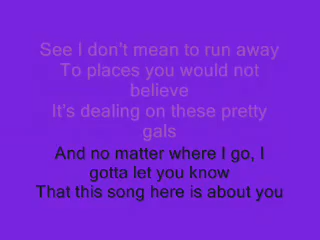 See I don't mean to run away
To places you would not
believe
It's dealing on these pretty
gals
And no matter where I go, I
gotta let you know
That this song here is about you